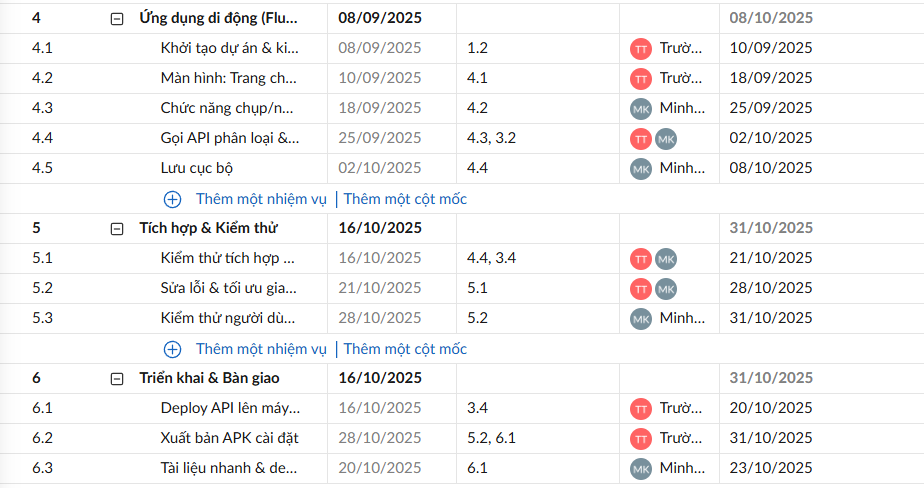 4 Ứng dụng di động (Flu... 08/09/2025 08/10/2025
4.1 Khởi tạo dự án & ki... 08/09/2025 1.2 TT Trườ... 10/09/2025
4.2 Màn hình: Trang ch... 10/09/2025 4.1 TT Trườ... 18/09/2025
4.3 Chức năng chụp/n... 18/09/2025 4.2 MK Minh... 25/09/2025
4.4 Gọi API phân loại &... 25/09/2025 4.3, 3.2 TT MK 02/10/2025
4.5 Lưu cục bộ 02/10/2025 4.4 MK Minh... 08/10/2025
Thêm một nhiệm vụ | Thêm một cột mốc
5 Tích hợp & Kiểm thử 16/10/2025 31/10/2025
5.1 Kiểm thử tích hợp ... 16/10/2025 4.4, 3.4 TT MK 21/10/2025
5.2 Sửa lỗi & tối ưu gia... 21/10/2025 5.1 TT MK 28/10/2025
5.3 Kiểm thử người dù... 28/10/2025 5.2 MK Minh... 31/10/2025
Thêm một nhiệm vụ | Thêm một cột mốc
6 Triển khai & Bàn giao 16/10/2025 31/10/2025
6.1 Deploy API lên máy... 16/10/2025 3.4 TT Trườ... 20/10/2025
6.2 Xuất bản APK cài đặt 28/10/2025 5.2, 6.1 TT Trườ... 31/10/2025
6.3 Tài liệu nhanh & de... 20/10/2025 6.1 MK Minh... 23/10/2025